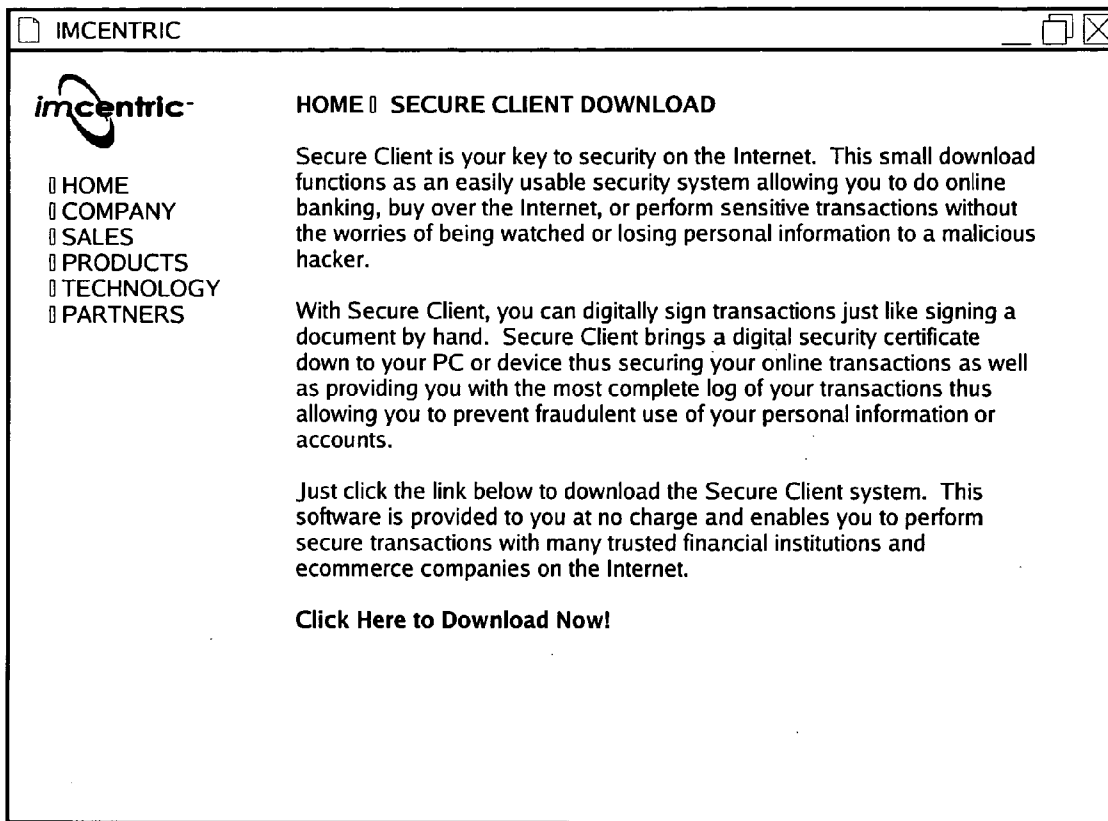 IMCENTRIC
imcentric
HOME SECURE CLIENT DOWNLOAD
Secure Client is your key to security on the Internet. This small download
functions as an easily usable security system allowing you to do online
banking, buy over the Internet, or perform sensitive transactions without
the worries of being watched or losing personal information to a malicious
hacker.
HOME
COMPANY
SALES
PRODUCTS
TECHNOLOGY
PARTNERS
With Secure Client, you can digitally sign transactions just like signing a
document by hand. Secure Client brings a digital security certificate
down to your PC or device thus securing your online transactions as well
as providing you with the most complete log of your transactions thus
allowing you to prevent fraudulent use of your personal information or
accounts.
Just click the link below to download the Secure Client system. This
software is provided to you at no charge and enables you to perform
secure transactions with many trusted financial institutions and
ecommerce companies on the Internet.
Click Here to Download Now!